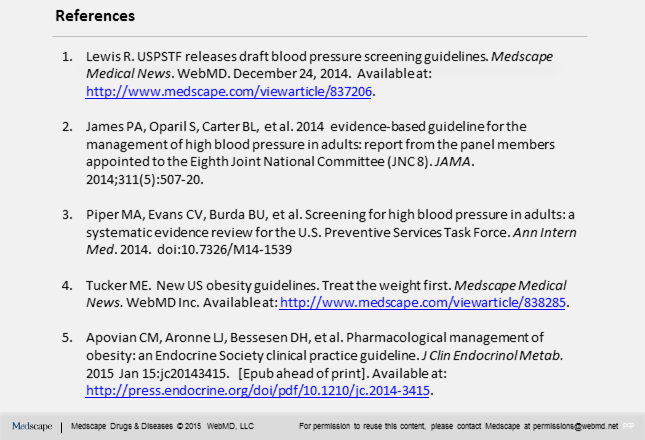 References
1. Lewis R. USPSTF releases draft blood pressure screening guidelines. Medscape
Medical News. WebMD. December 24, 2014. Available at:
http://www.medscape.com/viewarticle/837206.
2. James PA, Oparil S, Carter BL, et al. 2014 evidence-based guideline for the
management of high blood pressure in adults: report from the panel members
appointed to the Eighth Joint National Committee (JNC 8). JAMA.
2014;311(5):507-20.
3. Piper MA, Evans CV, Burda BU, et al. Screening for high blood pressure in adults: a
systematic evidence review for the U.S. Preventive Services Task Force. Ann Intern
Med. 2014. doi:10.7326/M14-1539
4. Tucker ME. New US obesity guidelines. Treat the weight first. Medscape Medical
News. WebMD Inc. Available at: http://www.medscape.com/viewarticle/838285.
5. Apovian CM, Aronne LJ, Bessesen DH, et al. Pharmacological management of
obesity: an Endocrine Society clinical practice guideline. J Clin Endocrinol Metab.
2015 Jan 15:jc20143415. [Epub ahead of print]. Available at:
http://press.endocrine.org/doi/pdf/10.1210/jc.2014-3415.
Medscape | Medscape Drugs & Diseases © 2015 WebMD, LLC For permission to reuse this content, please contact Medscape at permissions@webmd.net